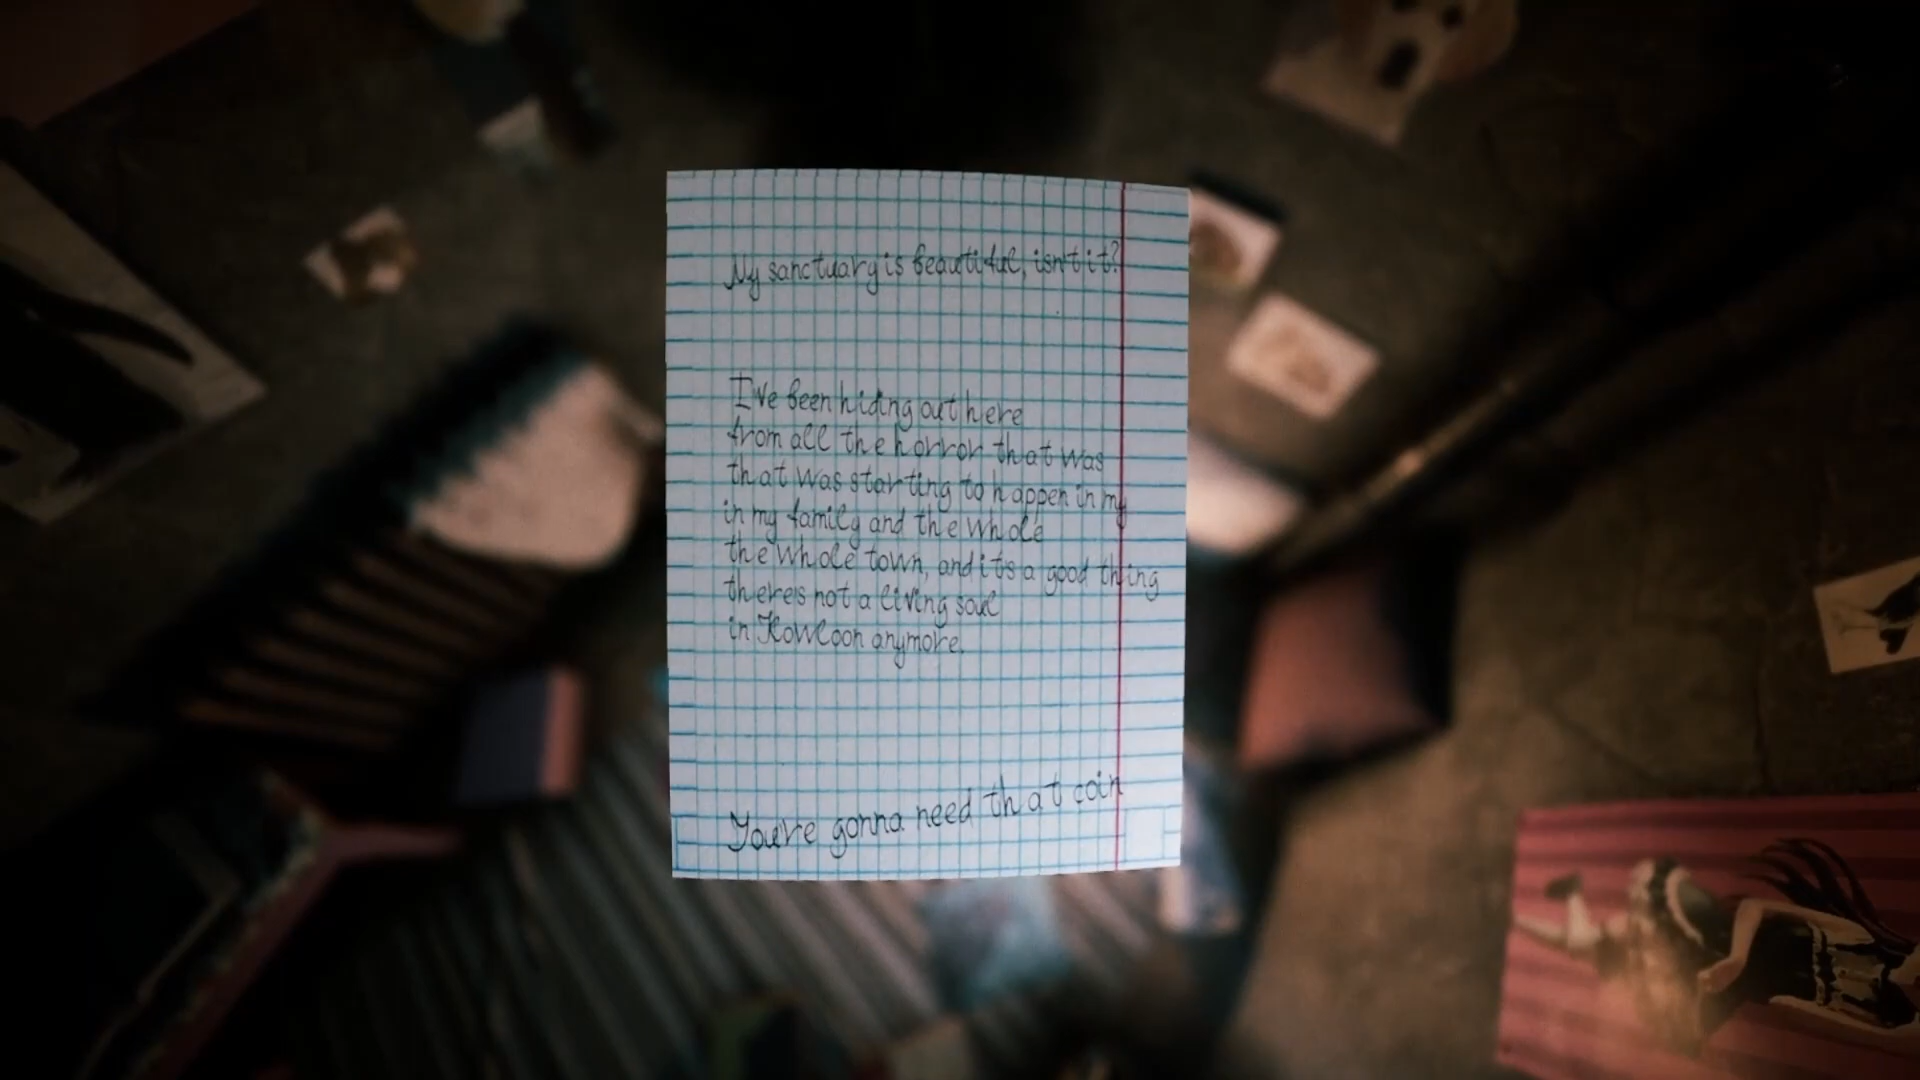 My sanctuary is beautiful, isn't it?
I've been hiding out here
from all the horror that was
that was starting to happen in my
in my family and the whole
the whole town, and it's a good thing
there's not a living soul
in Kowloon anymore.
You're gonna need that coin